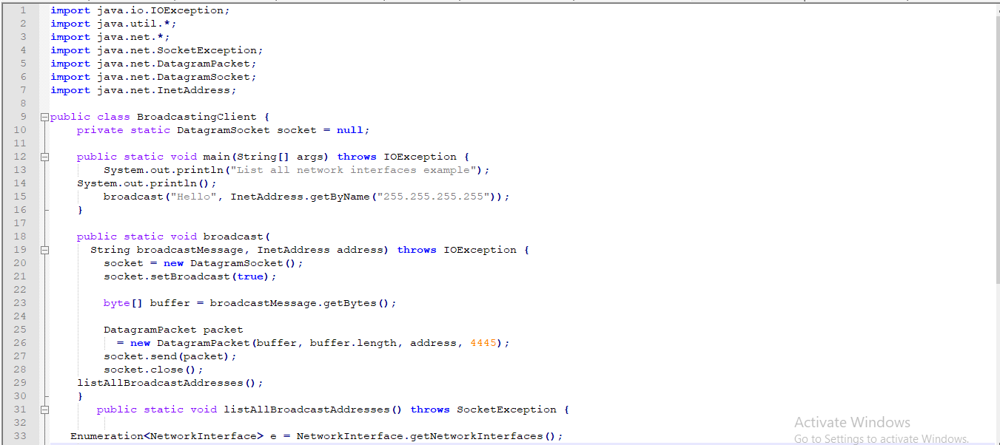 1 import java.io.IOException;
2 import java.util.*;
3 import java.net.*;
4 import java.net.SocketException;
5 import java.net.DatagramPacket;
6 import java.net.DatagramSocket;
7 import java.net.InetAddress;
8
9 public class BroadcastingClient {
10 private static DatagramSocket socket = null;
11
12 public static void main(String[] args) throws IOException {
13 System.out.println("List all network interfaces example");
14 System.out.println();
15 broadcast("Hello", InetAddress.getByName("255.255.255.255"));
16 }
17
18 public static void broadcast(
19 String broadcastMessage, InetAddress address) throws IOException {
20 socket = new DatagramSocket();
21 socket.setBroadcast(true);
22
23 byte[] buffer = broadcastMessage.getBytes();
24
25 DatagramPacket packet
26 = new DatagramPacket(buffer, buffer.length, address, 4445);
27 socket.send(packet);
28 socket.close();
29 listAllBroadcastAddresses();
30 }
31 public static void listAllBroadcastAddresses() throws SocketException {
32
33 Enumeration<NetworkInterface> e = NetworkInterface.getNetworkInterfaces();
Activate Windows
Go to Settings to activate Windows.